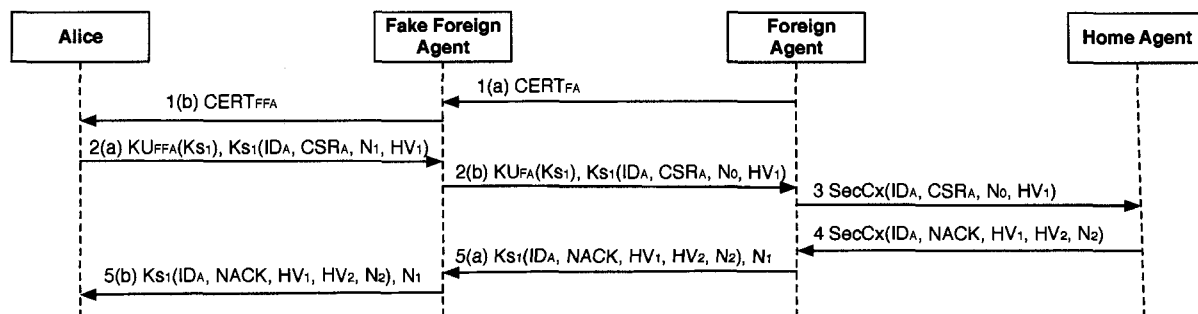 Alice
Fake Foreign Agent
Foreign Agent
Home Agent
1(a) CERTFA
1(b) CERTFFA
2(a) KUFFA(Ks1), Ks1(IDA, CSRA, N1, HV1)
2(b) KUFA(Ks1), Ks1(IDA, CSRA, N0, HV1)
3 SecCx(IDA, CSRA, N0, HV1)
4 SecCx(IDA, NACK, HV1, HV2, N2)
5(a) Ks1(IDA, NACK, HV1, HV2, N2), N1
5(b) Ks1(IDA, NACK, HV1, HV2, N2), N1